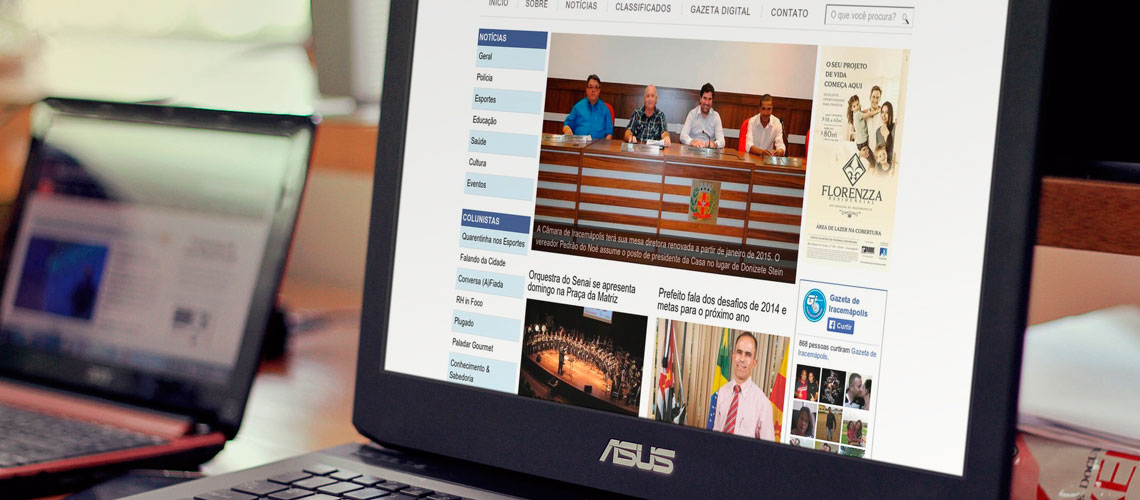 INÍCIO SOBRE NOTÍCIAS CLASSIFICADOS GAZETA DIGITAL CONTATO
O que você procura?
NOTÍCIAS
Geral
Polícia
Esportes
Educação
Saúde
Cultura
Eventos
COLUNISTAS
Quarentinha nos Esportes
Falando da Cidade
Conversa (A)Fiada
RH in Foco
Plugado
Paladar Gourmet
Conhecimento &
Sabedoria
A Câmara de Iracemápolis terá sua mesa diretora renovada a partir de janeiro de 2015. O
vereador Pedrão do Noé assume o posto de presidente da Casa no lugar de Donizete Stein
Orquestra do Senai se apresenta
domingo na Praça da Matriz
Prefeito fala dos desafios de 2014 e
metas para o próximo ano
O SEU PROJETO
DE VIDA
COMEÇA AQUI
80m
FLORENZZA
RESIDENCIAL
ÁREA DE LAZER NA COBERTURA
Gazeta de
Iracemápolis
Curtir
868 pessoas curtiram Gazeta de
Iracemápolis.
ASUS